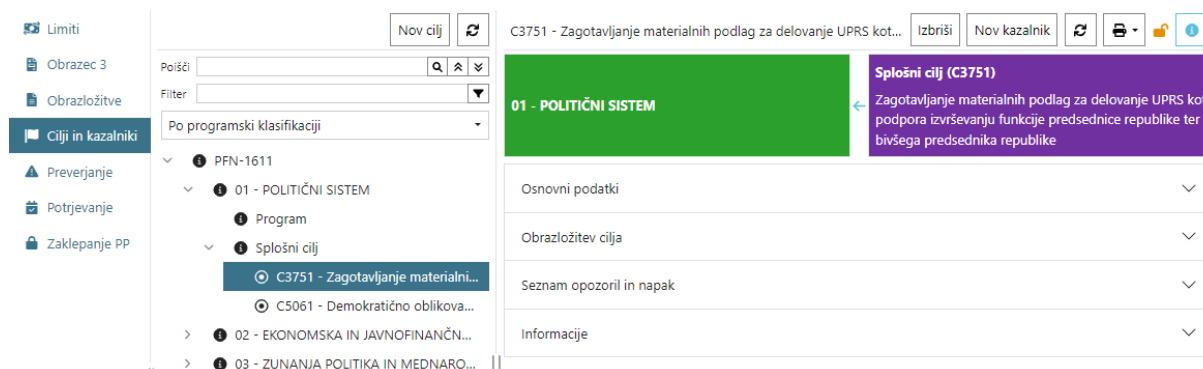 Limiti
Obrazec 3
Obrazložitve
Cilji in kazalniki
Preverjanje
Potrjevanje
Zaklepanje PP
Nov cilj
Poišči
Filter
Po programski klasifikaciji
PFN-1611
01 - POLITIČNI SISTEM
Program
Splošni cilj
C3751 - Zagotavljanje materialni...
C5061 - Demokratično oblikova...
02 - EKONOMSKA IN JAVNOFINANČN...
03 - ZUNANJA POLITIKA IN MEDNARO...
C3751 - Zagotavljanje materialnih podlag za delovanje UPRS kot... Izbriši Nov kazalnik
01 - POLITIČNI SISTEM
Splošni cilj (C3751)
Zagotavljanje materialnih podlag za delovanje UPRS kot
podpora izvrševanju funkcije predsednice republike ter
bivšega predsednika republike
Osnovni podatki
Obrazložitev cilja
Seznam opozoril in napak
Informacije